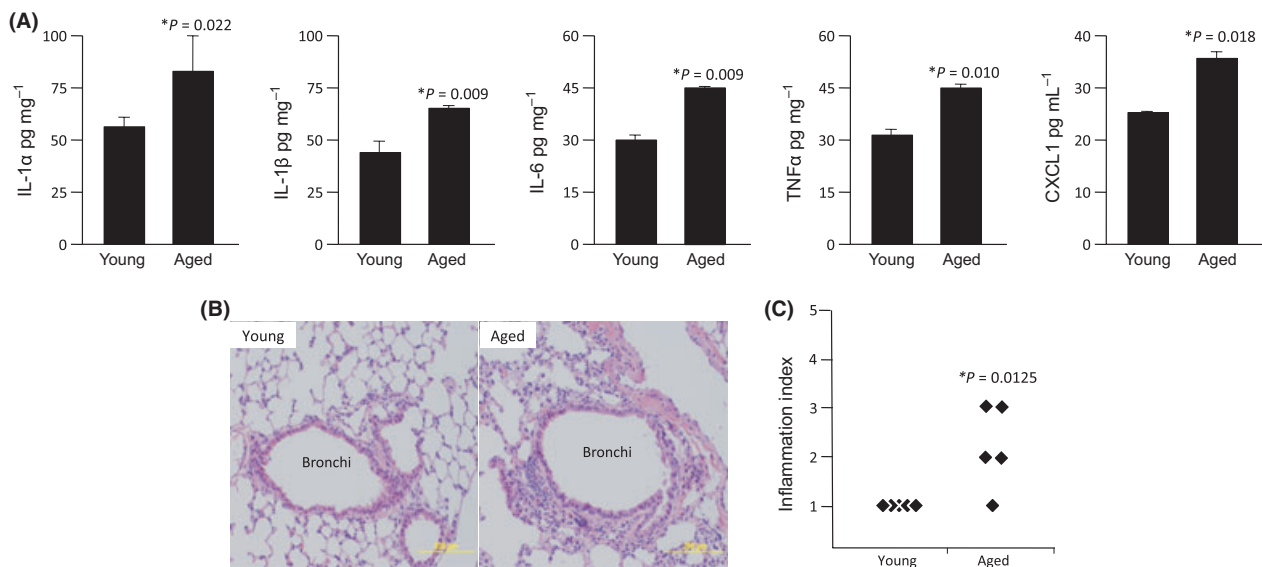 (A)
IL-1α pg mg⁻¹
100
75
50
25
0
*P = 0.022
Young
Aged
IL-1β pg mg⁻¹
100
75
50
25
0
*P = 0.009
Young
Aged
IL-6 pg mg⁻¹
60
45
30
15
0
*P = 0.009
Young
Aged
TNFα pg mg⁻¹
60
45
30
15
0
*P = 0.010
Young
Aged
CXCL1 pg mL⁻¹
40
30
20
10
0
*P = 0.018
Young
Aged
(B)
Young
Bronchi
Aged
Bronchi
(C)
Inflammation index
5
4
3
2
1
*P = 0.0125
Young
Aged